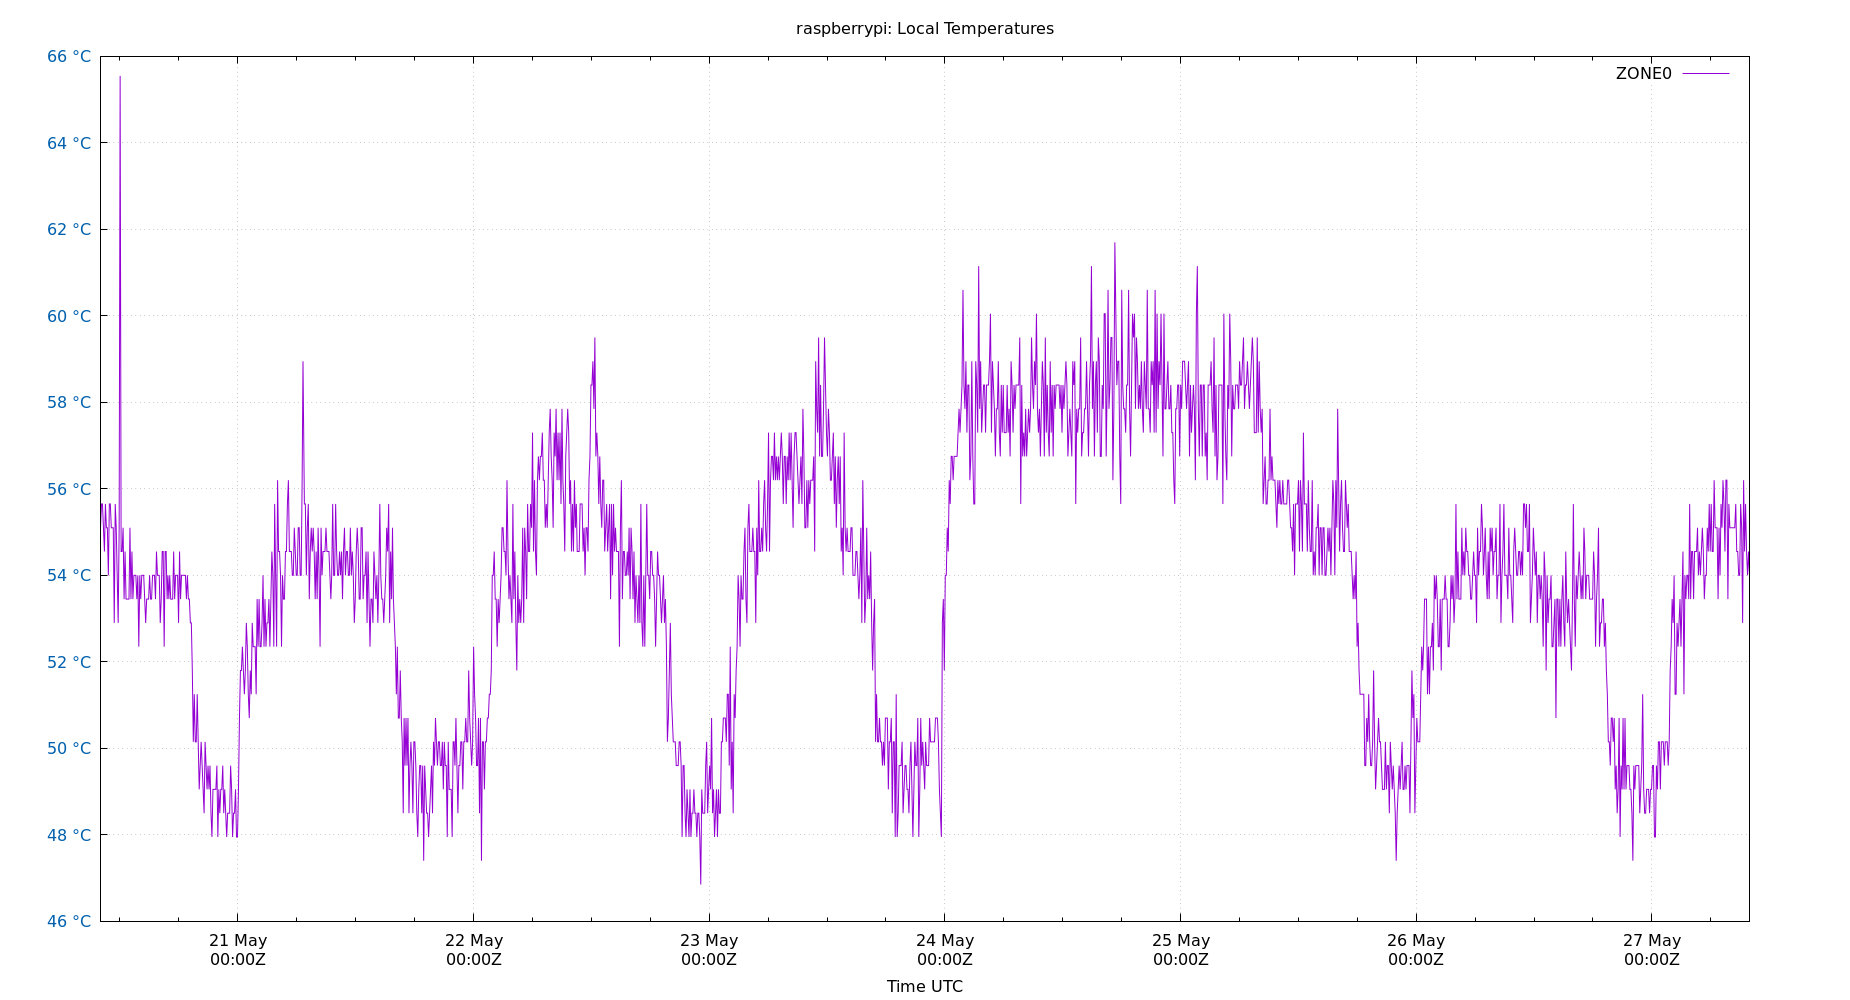 raspberrypi: Local Temperatures
66 °C
ZONE0
64 °C
62 °C
60 °C
58 °C
56 °C
54 °C
52 °C
50 °C
48 °C
46 °C
21 May 22 May 23 May 24 May 25 May 26 May 27 May
00:00Z 00:00Z 00:00Z 00:00Z 00:00Z 00:00Z 00:00Z
Time UTC